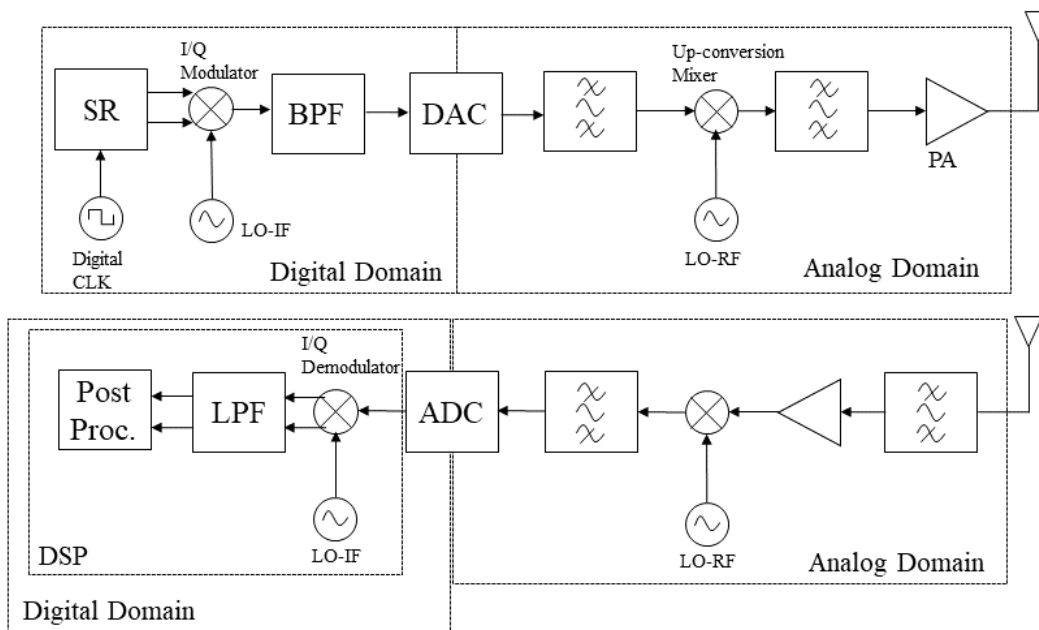 I/Q
Modulator
Up-conversion
Mixer
SR
BPF
DAC
PA
LO-IF
LO-RF
Digital
CLK
Digital Domain
Analog Domain
I/Q
Demodulator
Post
Proc.
LPF
ADC
LO-IF
LO-RF
DSP
Analog Domain
Digital Domain